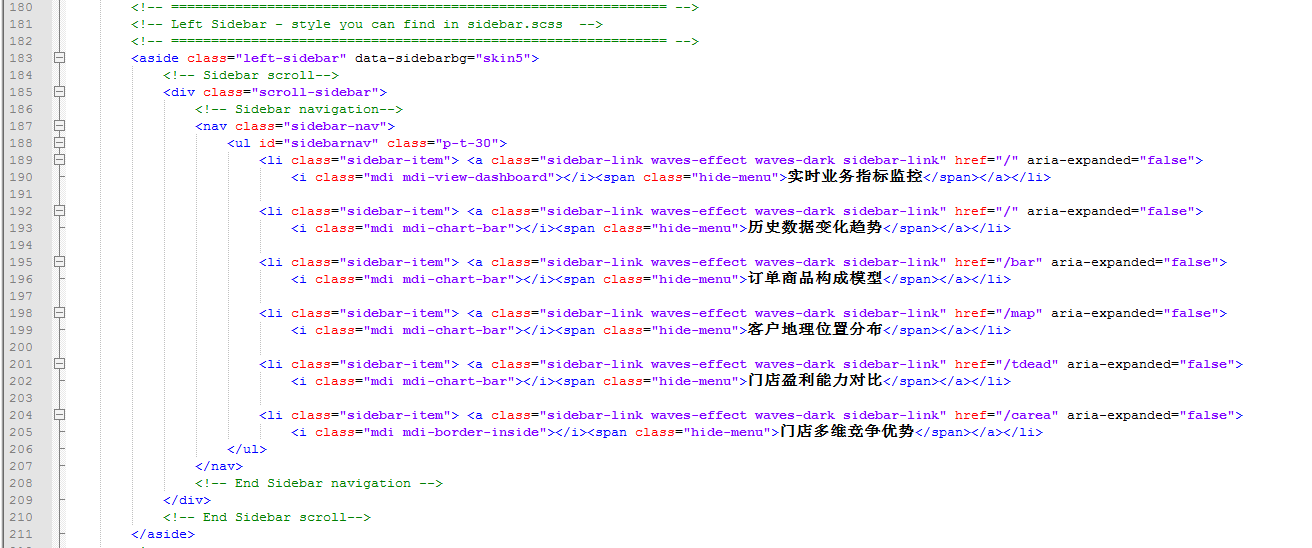 180 <!-- ============================================================== -->
181 <!-- Left Sidebar - style you can find in sidebar.scss  -->
182 <!-- ============================================================== -->
183 <aside class="left-sidebar" data-sidebarbg="skin5">
184 <!-- Sidebar scroll-->
185 <div class="scroll-sidebar">
186 <!-- Sidebar navigation-->
187 <nav class="sidebar-nav">
188 <ul id="sidebarnav" class="p-t-30">
189 <li class="sidebar-item"> <a class="sidebar-link waves-effect waves-dark sidebar-link" href="/" aria-expanded="false">
190 <i class="mdi mdi-view-dashboard"></i><span class="hide-menu">实时业务指标监控</span></a></li>
191
192 <li class="sidebar-item"> <a class="sidebar-link waves-effect waves-dark sidebar-link" href="/" aria-expanded="false">
193 <i class="mdi mdi-chart-bar"></i><span class="hide-menu">历史数据变化趋势</span></a></li>
194
195 <li class="sidebar-item"> <a class="sidebar-link waves-effect waves-dark sidebar-link" href="/bar" aria-expanded="false">
196 <i class="mdi mdi-chart-bar"></i><span class="hide-menu">订单商品构成模型</span></a></li>
197
198 <li class="sidebar-item"> <a class="sidebar-link waves-effect waves-dark sidebar-link" href="/map" aria-expanded="false">
199 <i class="mdi mdi-chart-bar"></i><span class="hide-menu">客户地理位置分布</span></a></li>
200
201 <li class="sidebar-item"> <a class="sidebar-link waves-effect waves-dark sidebar-link" href="/tdead" aria-expanded="false">
202 <i class="mdi mdi-chart-bar"></i><span class="hide-menu">门店盈利能力对比</span></a></li>
203
204 <li class="sidebar-item"> <a class="sidebar-link waves-effect waves-dark sidebar-link" href="/carea" aria-expanded="false">
205 <i class="mdi mdi-border-inside"></i><span class="hide-menu">门店多维竞争优势</span></a></li>
206 </ul>
207 </nav>
208 <!-- End Sidebar navigation -->
209 </div>
210 <!-- End Sidebar scroll-->
211 </aside>